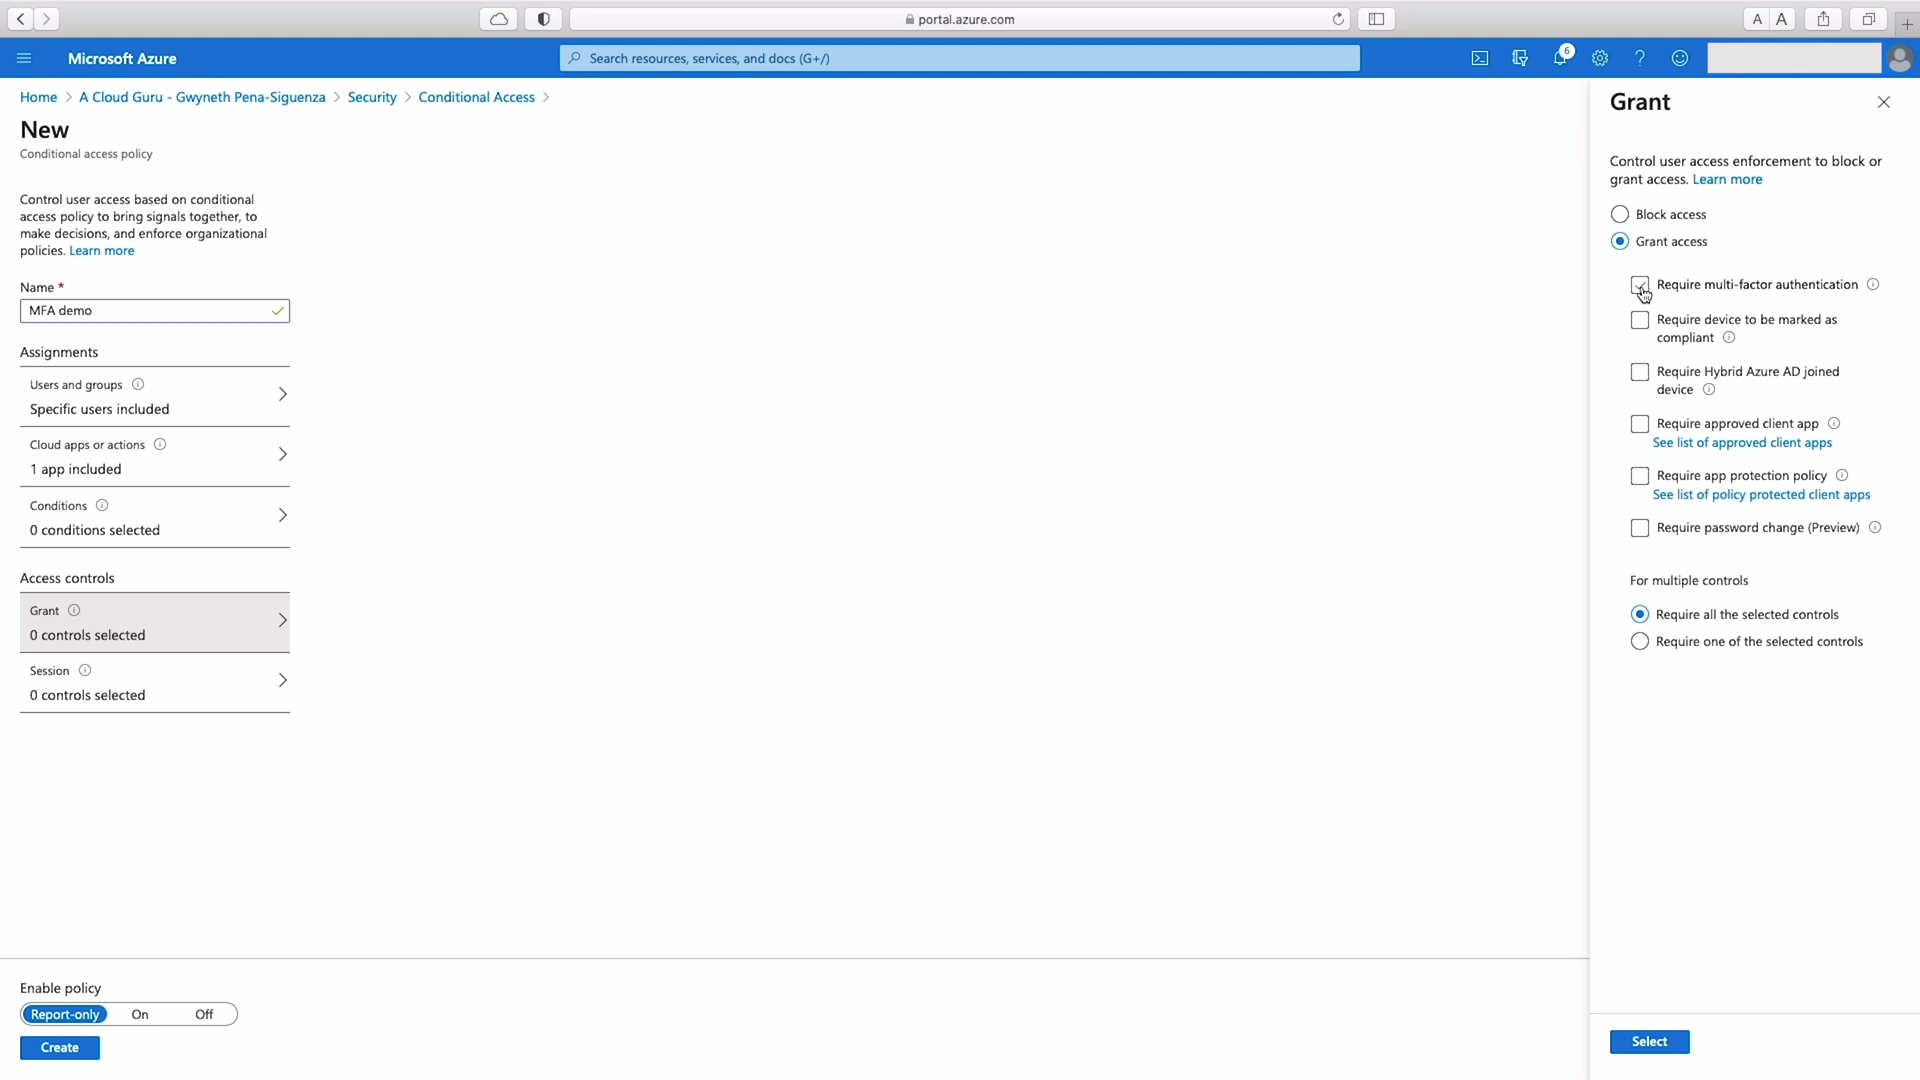 portal.azure.com
A A
Microsoft Azure
Search resources, services, and docs (G+/)
6
Home > A Cloud Guru - Gwyneth Pena-Siguenza > Security > Conditional Access >
New
Conditional access policy
Control user access based on conditional
access policy to bring signals together, to
make decisions, and enforce organizational
policies. Learn more
Name *
MFA demo
Assignments
Users and groups
Specific users included
Cloud apps or actions
1 app included
Conditions
0 conditions selected
Access controls
Grant
0 controls selected
Session
0 controls selected
Enable policy
Report-only On Off
Create
Grant
Control user access enforcement to block or
grant access. Learn more
Block access
Grant access
Require multi-factor authentication
Require device to be marked as
compliant
Require Hybrid Azure AD joined
device
Require approved client app
See list of approved client apps
Require app protection policy
See list of policy protected client apps
Require password change (Preview)
For multiple controls
Require all the selected controls
Require one of the selected controls
Select